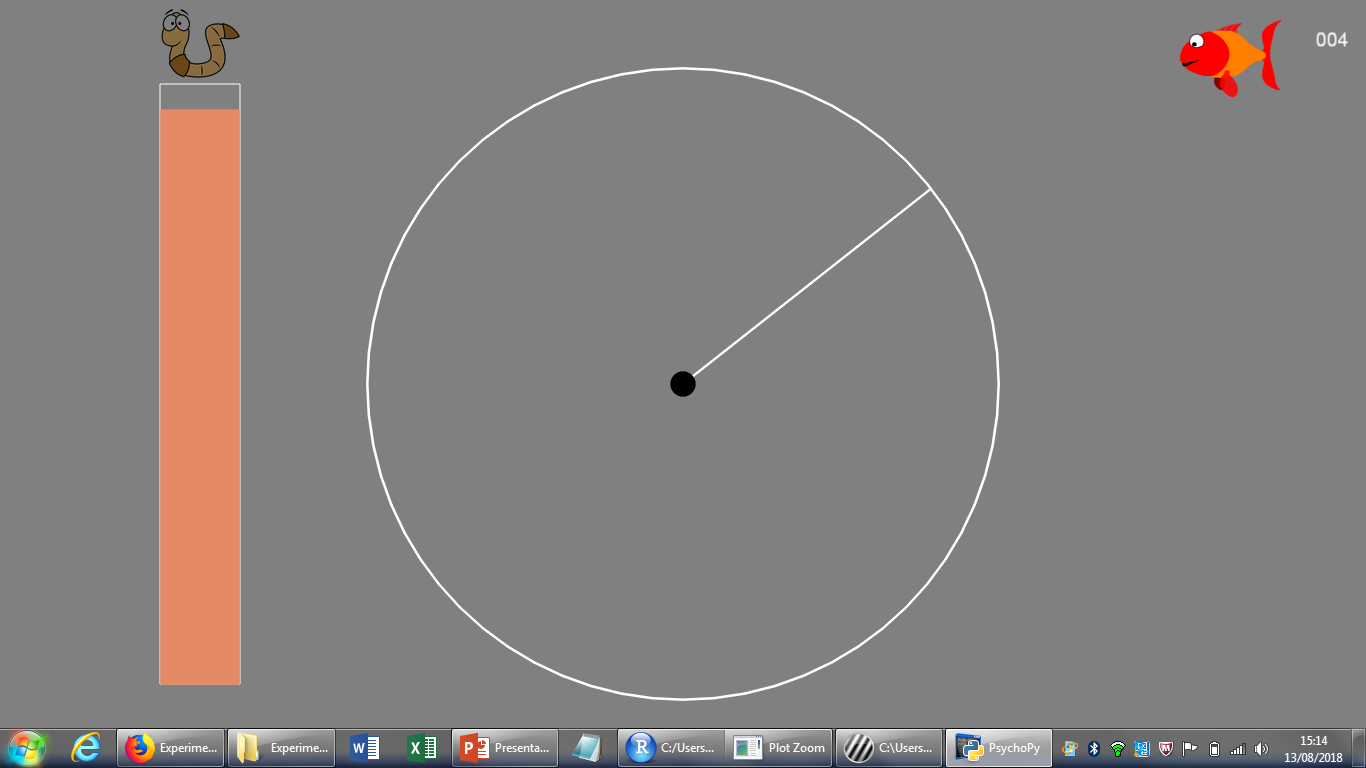 004
Experime...
Experime...
Presenta...
C:/Users...
Plot Zoom
C:\Users...
PsychoPy
15:14
13/08/2018